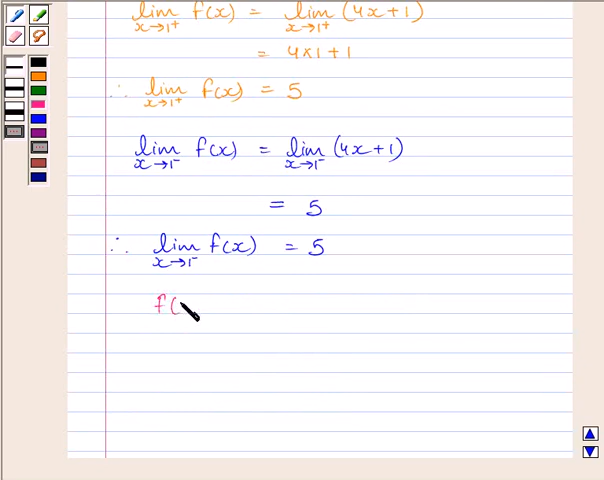 lim x→1⁺ f(x) = lim x→1⁺ (4x+1)
= 4×1+1
∴ lim x→1⁺ f(x) = 5
lim x→1⁻ f(x) = lim x→1⁻ (4x+1)
= 5
∴ lim x→1⁻ f(x) = 5
f(